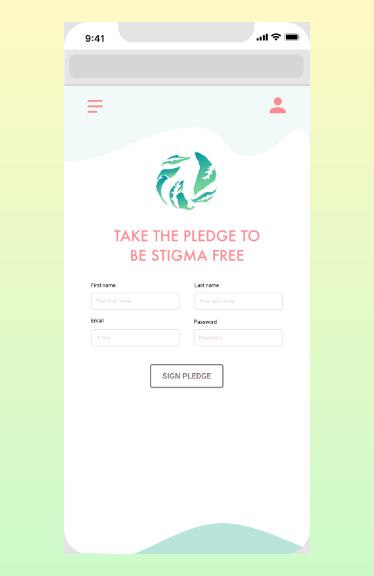 9:41
TAKE THE PLEDGE TO
BE STIGMA FREE
First name
Last name
Your first name
Your last name
Email
Password
Email
Password
SIGN PLEDGE